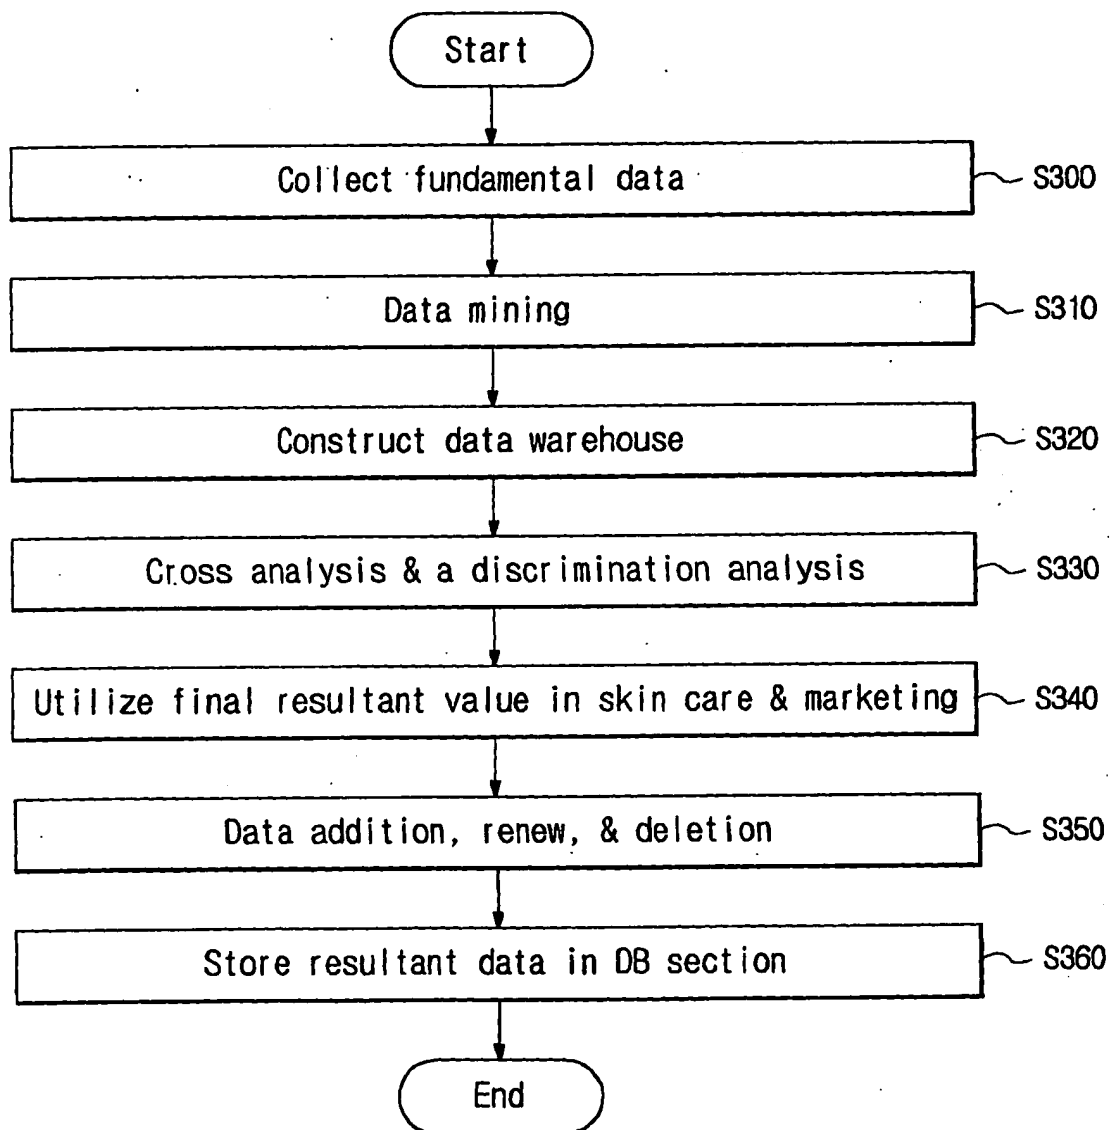 Start
Collect fundamental data
S300
Data mining
S310
Construct data warehouse
S320
Cross analysis & a discrimination analysis
S330
Utilize final resultant value in skin care & marketing
S340
Data addition, renew, & deletion
S350
Store resultant data in DB section
S360
End